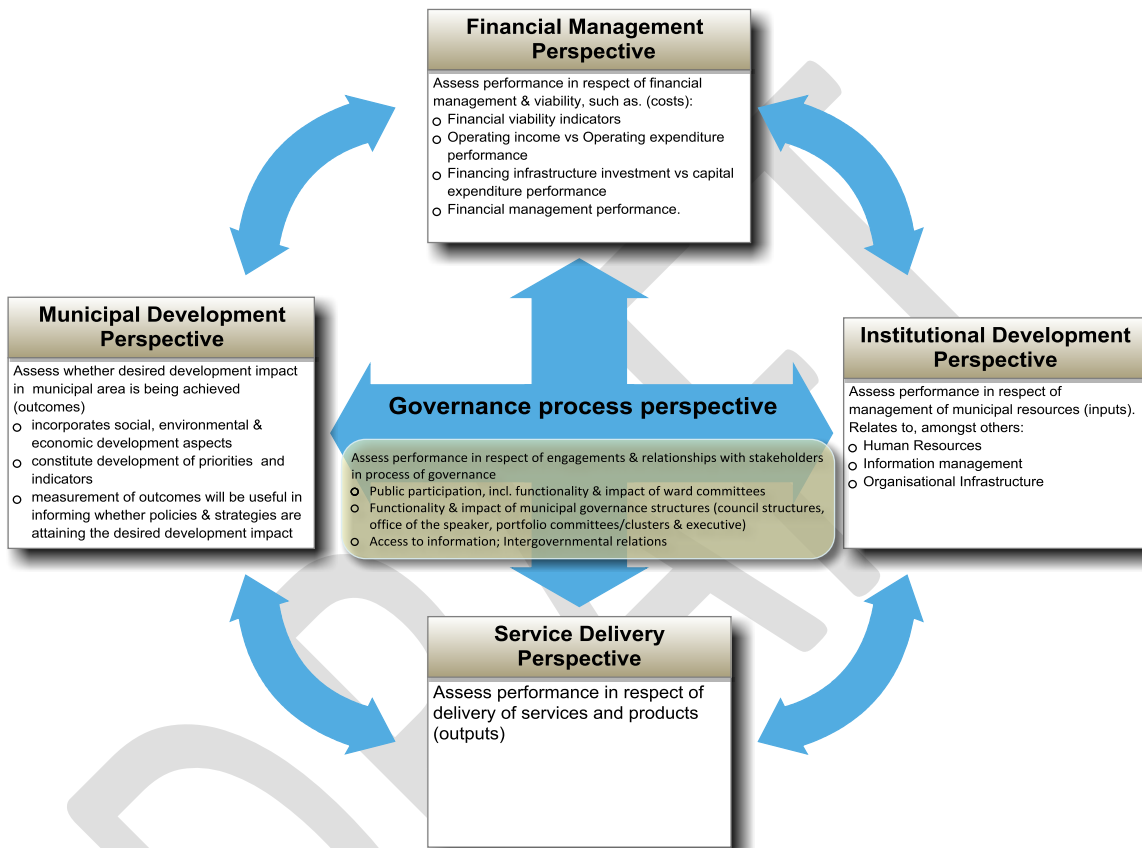 Financial Management
Perspective
Assess performance in respect of financial
management & viability, such as. (costs):
o Financial viability indicators
o Operating income vs Operating expenditure
performance
o Financing infrastructure investment vs capital
expenditure performance
o Financial management performance.
Municipal Development
Perspective
Assess whether desired development impact
in municipal area is being achieved
(outcomes)
o incorporates social, environmental &
economic development aspects
o constitute development of priorities and
indicators
o measurement of outcomes will be useful in
informing whether policies & strategies are
attaining the desired development impact
Governance process perspective
Assess performance in respect of engagements & relationships with stakeholders
in process of governance
o Public participation, incl. functionality & impact of ward committees
o Functionality & impact of municipal governance structures (council structures,
office of the speaker, portfolio committees/clusters & executive)
o Access to information; Intergovernmental relations
Institutional Development
Perspective
Assess performance in respect of
management of municipal resources (inputs).
Relates to, amongst others:
o Human Resources
o Information management
o Organisational Infrastructure
Service Delivery
Perspective
Assess performance in respect of
delivery of services and products
(outputs)
DRAFT